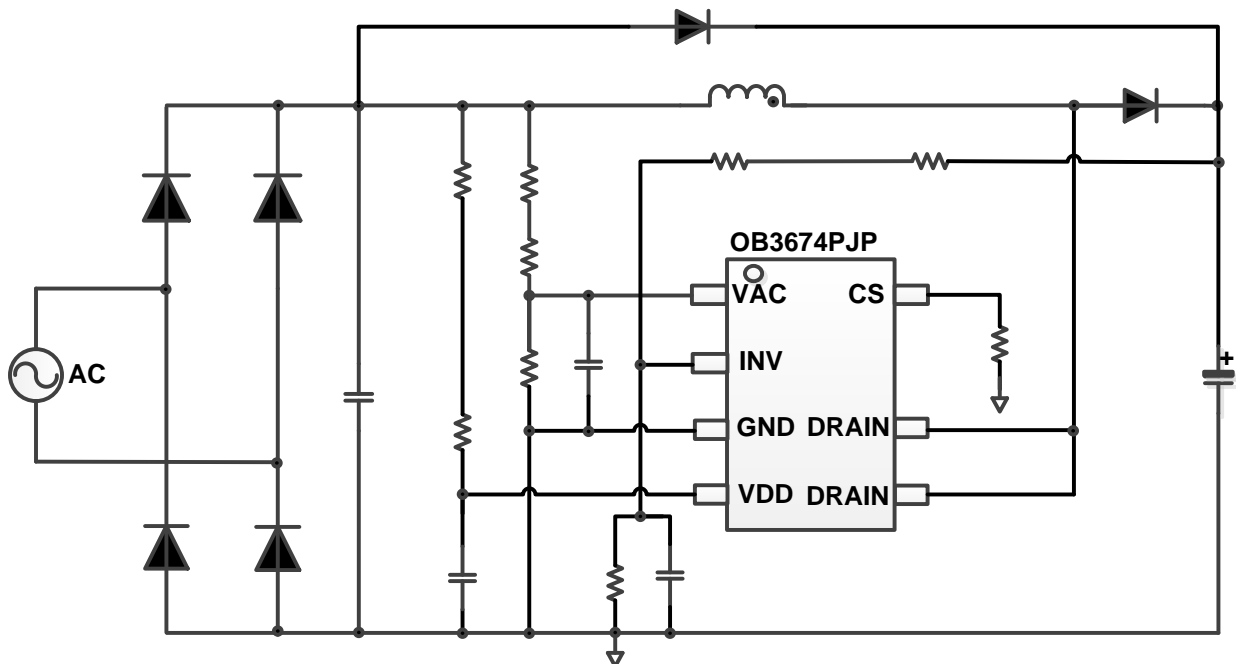 OB3674PJP
VAC CS
AC
INV
+
GND DRAIN
VDD DRAIN